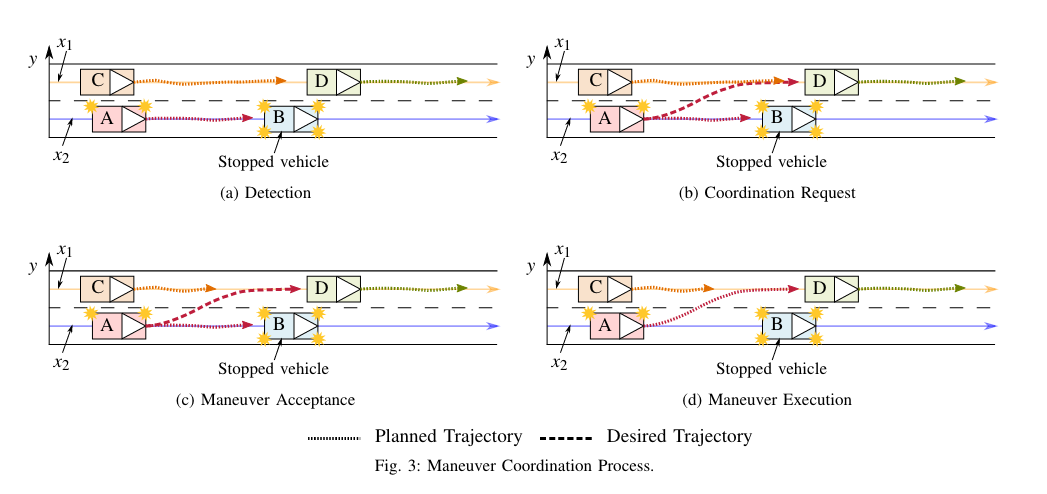 x1
y
C
D
A
B
x2
Stopped vehicle
(a) Detection
x1
y
C
D
A
B
x2
Stopped vehicle
(b) Coordination Request
x1
y
C
D
A
B
x2
Stopped vehicle
(c) Maneuver Acceptance
x1
y
C
D
A
B
x2
Stopped vehicle
(d) Maneuver Execution
Planned Trajectory Desired Trajectory
Fig. 3: Maneuver Coordination Process.